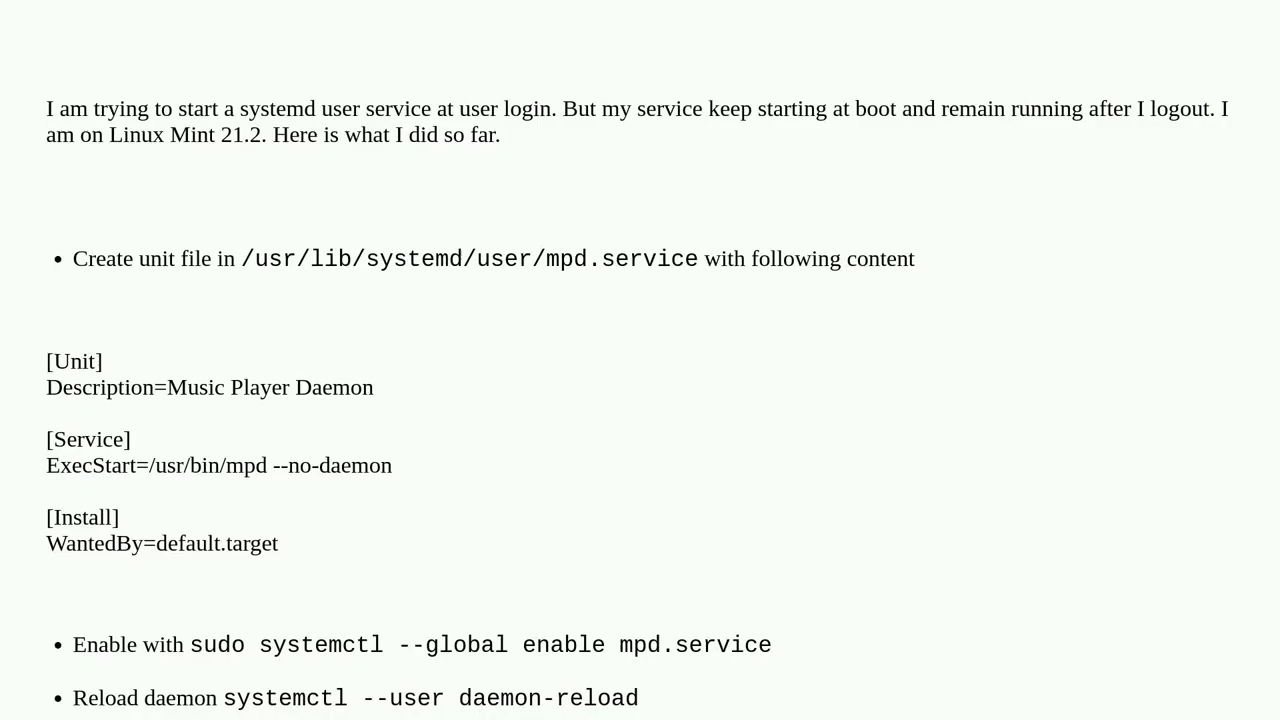 I am trying to start a systemd user service at user login. But my service keep starting at boot and remain running after I logout. I
am on Linux Mint 21.2. Here is what I did so far.
• Create unit file in /usr/lib/systemd/user/mpd.service with following content
[Unit]
Description=Music Player Daemon
[Service]
ExecStart=/usr/bin/mpd --no-daemon
[Install]
WantedBy=default.target
• Enable with sudo systemctl --global enable mpd.service
• Reload daemon systemctl --user daemon-reload